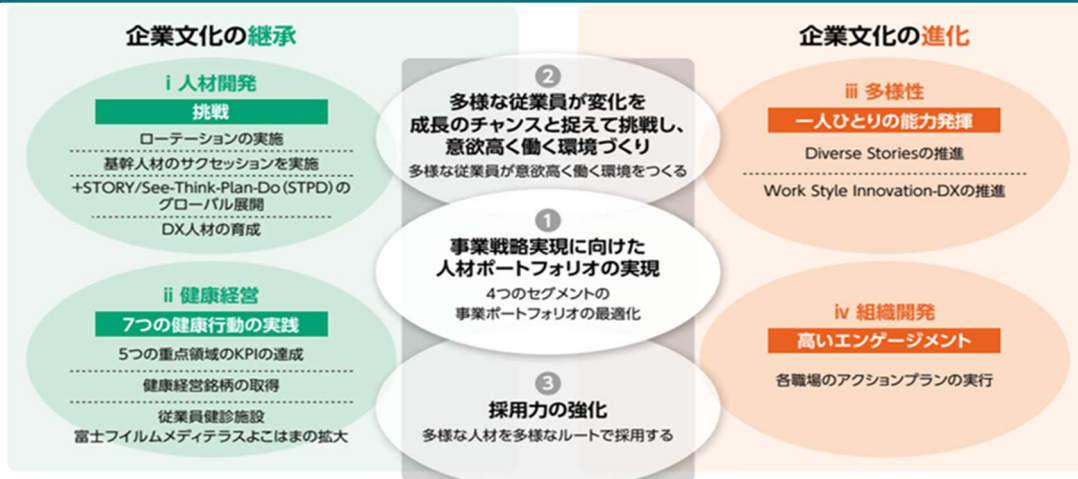 企業文化の継承
ⅰ 人材開発
挑戦
ローテーションの実施
基幹人材のサクセッションを実施
+STORY/See-Think-Plan-Do(STPD)の
グローバル展開
DX人材の育成
ⅱ 健康経営
7つの健康行動の実践
5つの重点領域のKPIの達成
健康経営銘柄の取得
従業員健診施設
富士フイルムメディテラスよこはまの拡大
2
多様な従業員が変化を
成長のチャンスと捉えて挑戦し、
意欲高く働く環境づくり
多様な従業員が意欲高く働く環境をつくる
1
事業戦略実現に向けた
人材ポートフォリオの実現
4つのセグメントの
事業ポートフォリオの最適化
3
採用力の強化
多様な人材を多様なルートで採用する
企業文化の進化
ⅲ 多様性
一人ひとりの能力発揮
Diverse Storiesの推進
Work Style Innovation-DXの推進
ⅳ 組織開発
高いエンゲージメント
各職場のアクションプランの実行